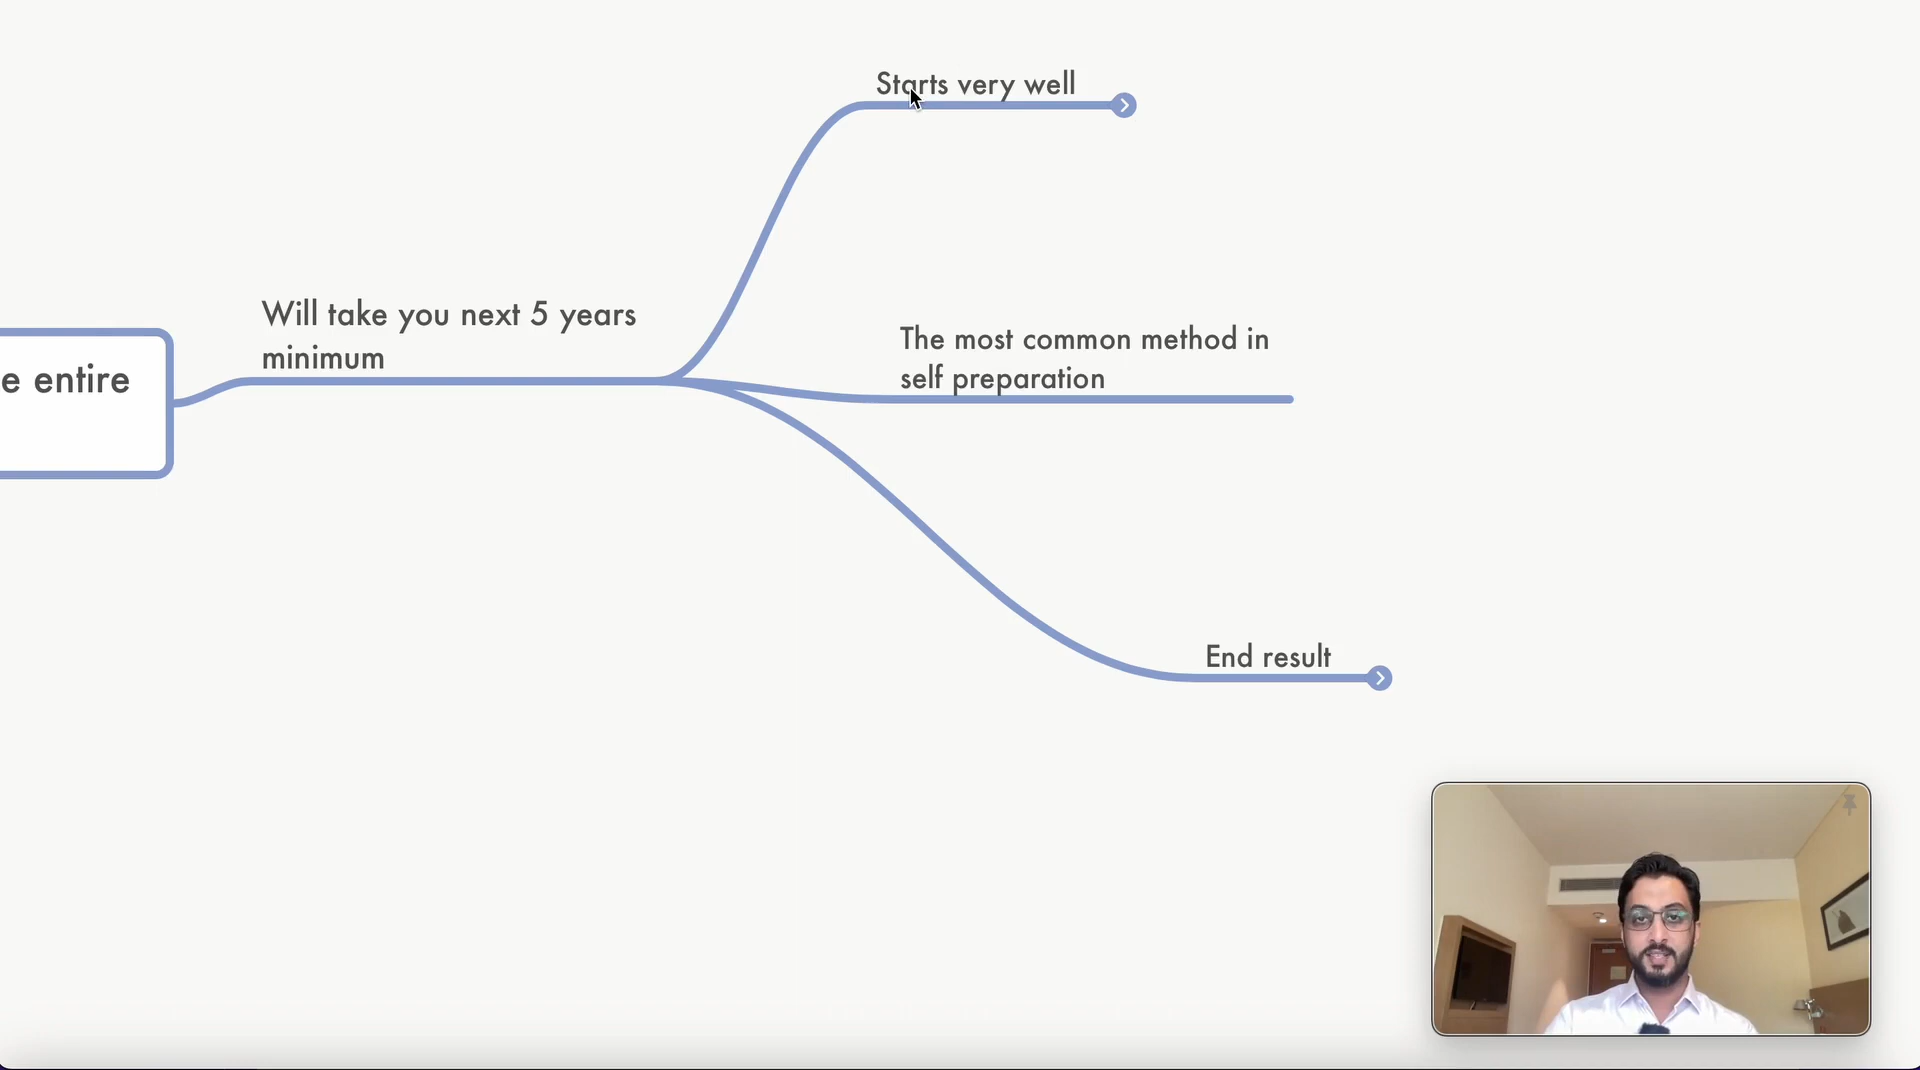 Starts very well
Will take you next 5 years
minimum
The most common method in
self preparation
e entire
End result